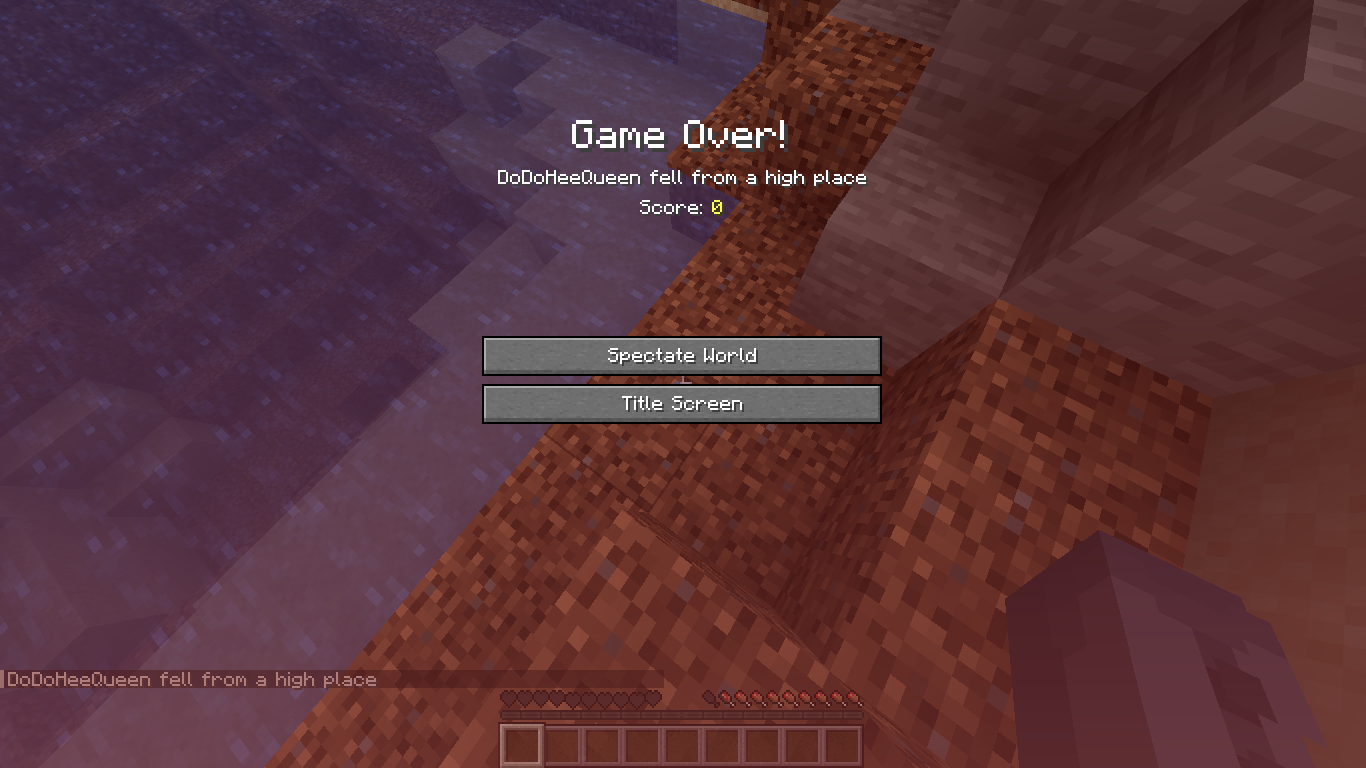 Game Over!
DoDoHeeQueen fell from a high place
Score: 0
Spectate World
Title Screen
DoDoHeeQueen fell from a high place